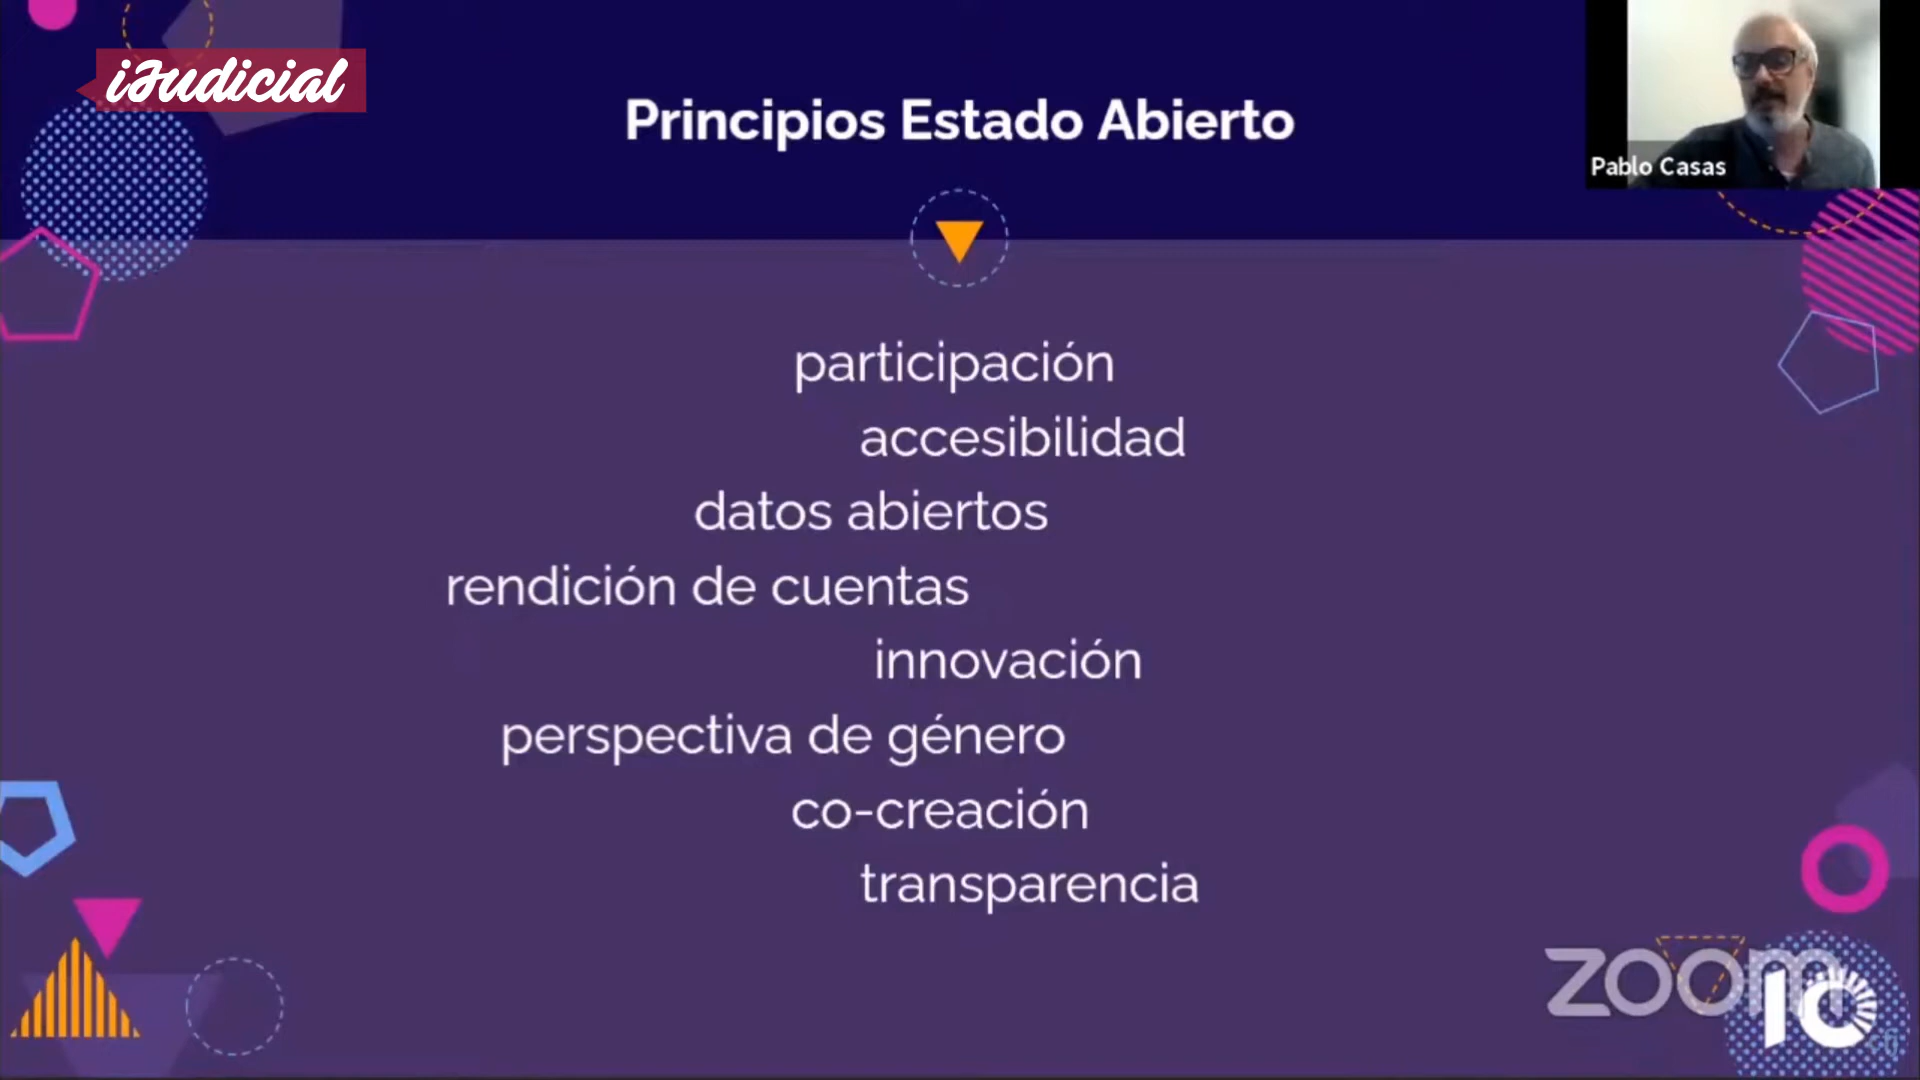 iJudicial
Principios Estado Abierto
Pablo Casas
participación
accesibilidad
datos abiertos
rendición de cuentas
innovación
perspectiva de género
co-creación
transparencia
zoom